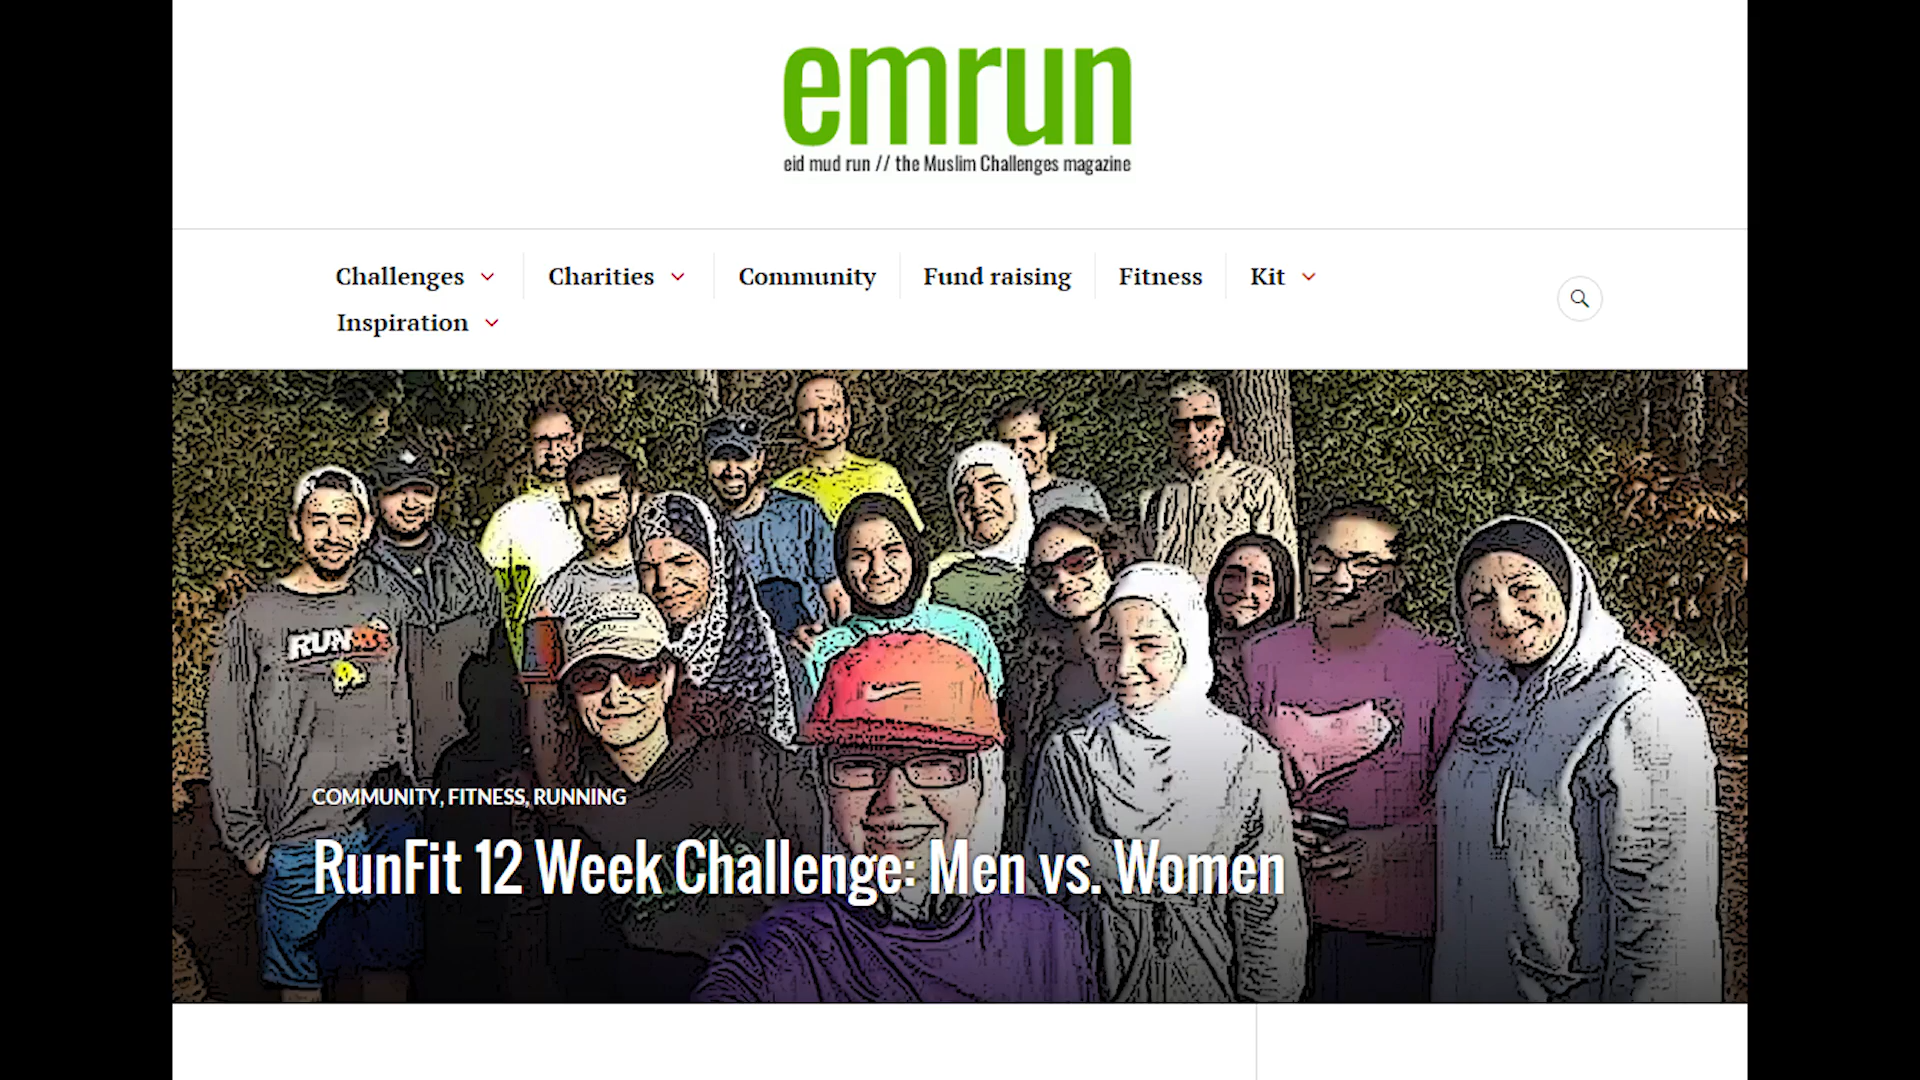 emrun
eid mud run // the Muslim Challenges magazine
Challenges Charities Community Fund raising Fitness Kit
Inspiration
RUN
COMMUNITY, FITNESS, RUNNING
RunFit 12 Week Challenge: Men vs. Women